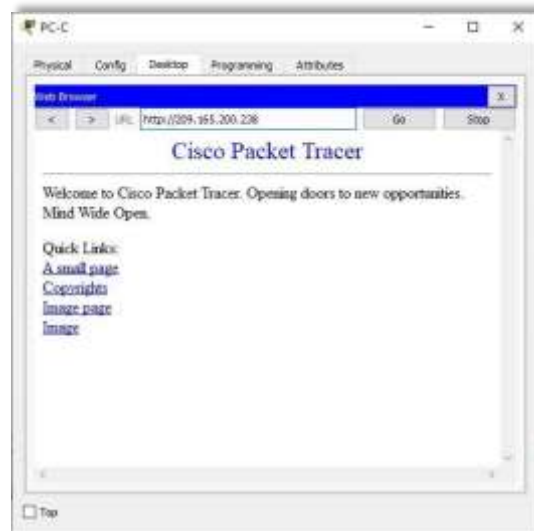 PC-C
Physical Config Desktop Programming Attributes
Web Browser X
< > URL http://209.165.200.238 Go Stop
Cisco Packet Tracer
Welcome to Cisco Packet Tracer. Opening doors to new opportunities.
Mind Wide Open.
Quick Links:
A small page
Copyrights
Image page
Image
Top